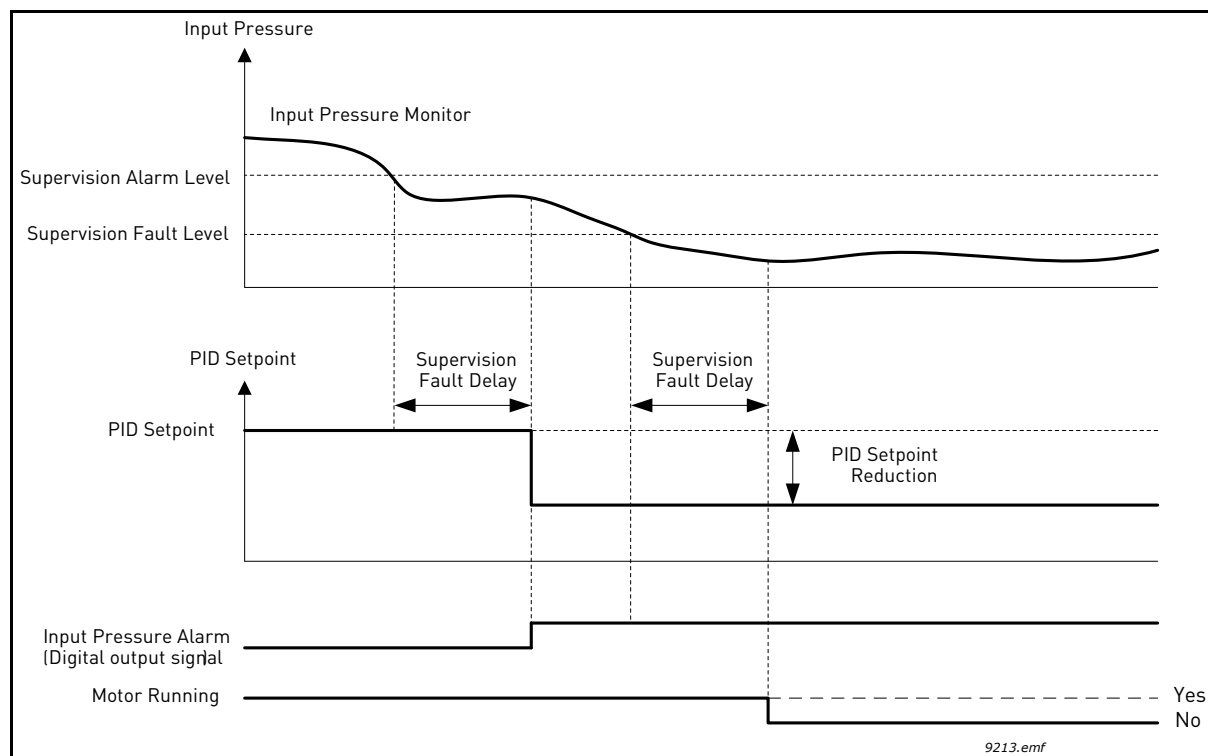 Input Pressure
Input Pressure Monitor
Supervision Alarm Level
Supervision Fault Level
PID Setpoint
Supervision
Fault Delay
Supervision
Fault Delay
PID Setpoint
PID Setpoint
Reduction
Input Pressure Alarm
(Digital output signal)
Motor Running
Yes
No
9213.emf